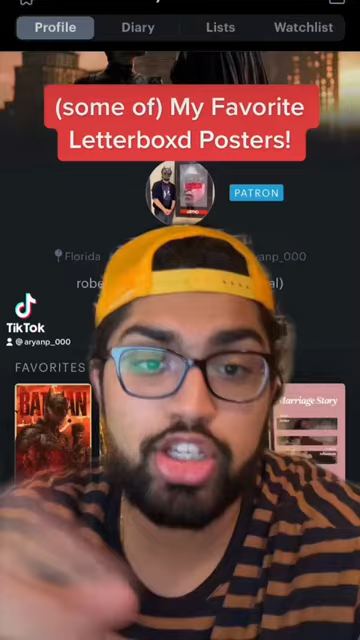 Profile
Diary
Lists
Watchlist
(some of) My Favorite
Letterboxd Posters!
PATRON
Florida
TikTok
@aryanp_000
FAVORITES
BATMAN
Marriage Story